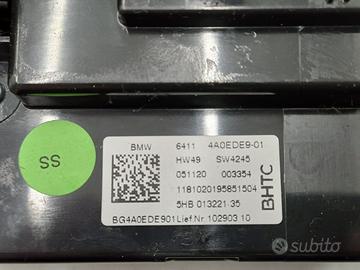 SS
BMW 6411 4A0EDE9-01
HW49 SW4245
051120 003354
1181020195851504
5HB 013221-35
BG4A0EDE901 Lief.Nr.102903 10
BHTC
subito